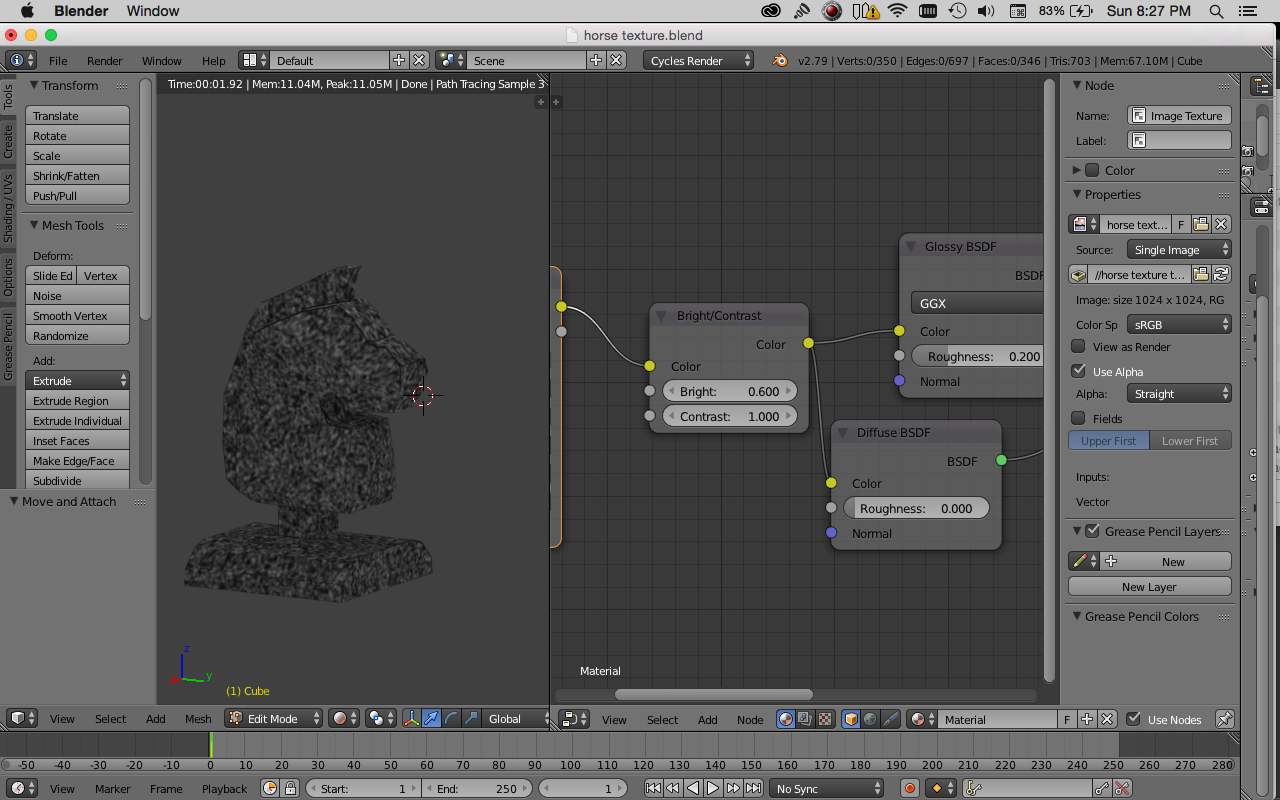 Blender Window 83% Sun 8:27 PM
horse texture.blend
File Render Window Help Default Scene Cycles Render v2.79 | Verts:0/350 | Edges:0/697 | Faces:0/346 | Tris:703 | Mem:67.10M | Cube
Tools
Create
Shading / UVs
Options
Grease Pencil
Transform
Translate
Rotate
Scale
Shrink/Fatten
Push/Pull
Mesh Tools
Deform:
Slide Ed Vertex
Noise
Smooth Vertex
Randomize
Add:
Extrude
Extrude Region
Extrude Individual
Inset Faces
Make Edge/Face
Subdivide
Move and Attach
Time:00:01.92 | Mem:11.04M, Peak:11.05M | Done | Path Tracing Sample 3
z
y
(1) Cube
View Select Add Mesh Edit Mode Global
Bright/Contrast
Color
Color
Bright: 0.600
Contrast: 1.000
Glossy BSDF
BSDF
GGX
Color
Roughness: 0.200
Normal
Diffuse BSDF
BSDF
Color
Roughness: 0.000
Normal
Material
View Select Add Node Material F Use Nodes
Node
Name: Image Texture
Label:
Color
Properties
horse text... F
Source: Single Image
//horse texture t...
Image: size 1024 x 1024, RG
Color Sp sRGB
View as Render
Use Alpha
Alpha: Straight
Fields
Upper First Lower First
Inputs:
Vector
Grease Pencil Layers
New
New Layer
Grease Pencil Colors
-50 -40 -30 -20 -10 0 10 20 30 40 50 60 70 80 90 100 110 120 130 140 150 160 170 180 190 200 210 220 230 240 250 260 270 280
View Marker Frame Playback Start: 1 End: 250 1 No Sync